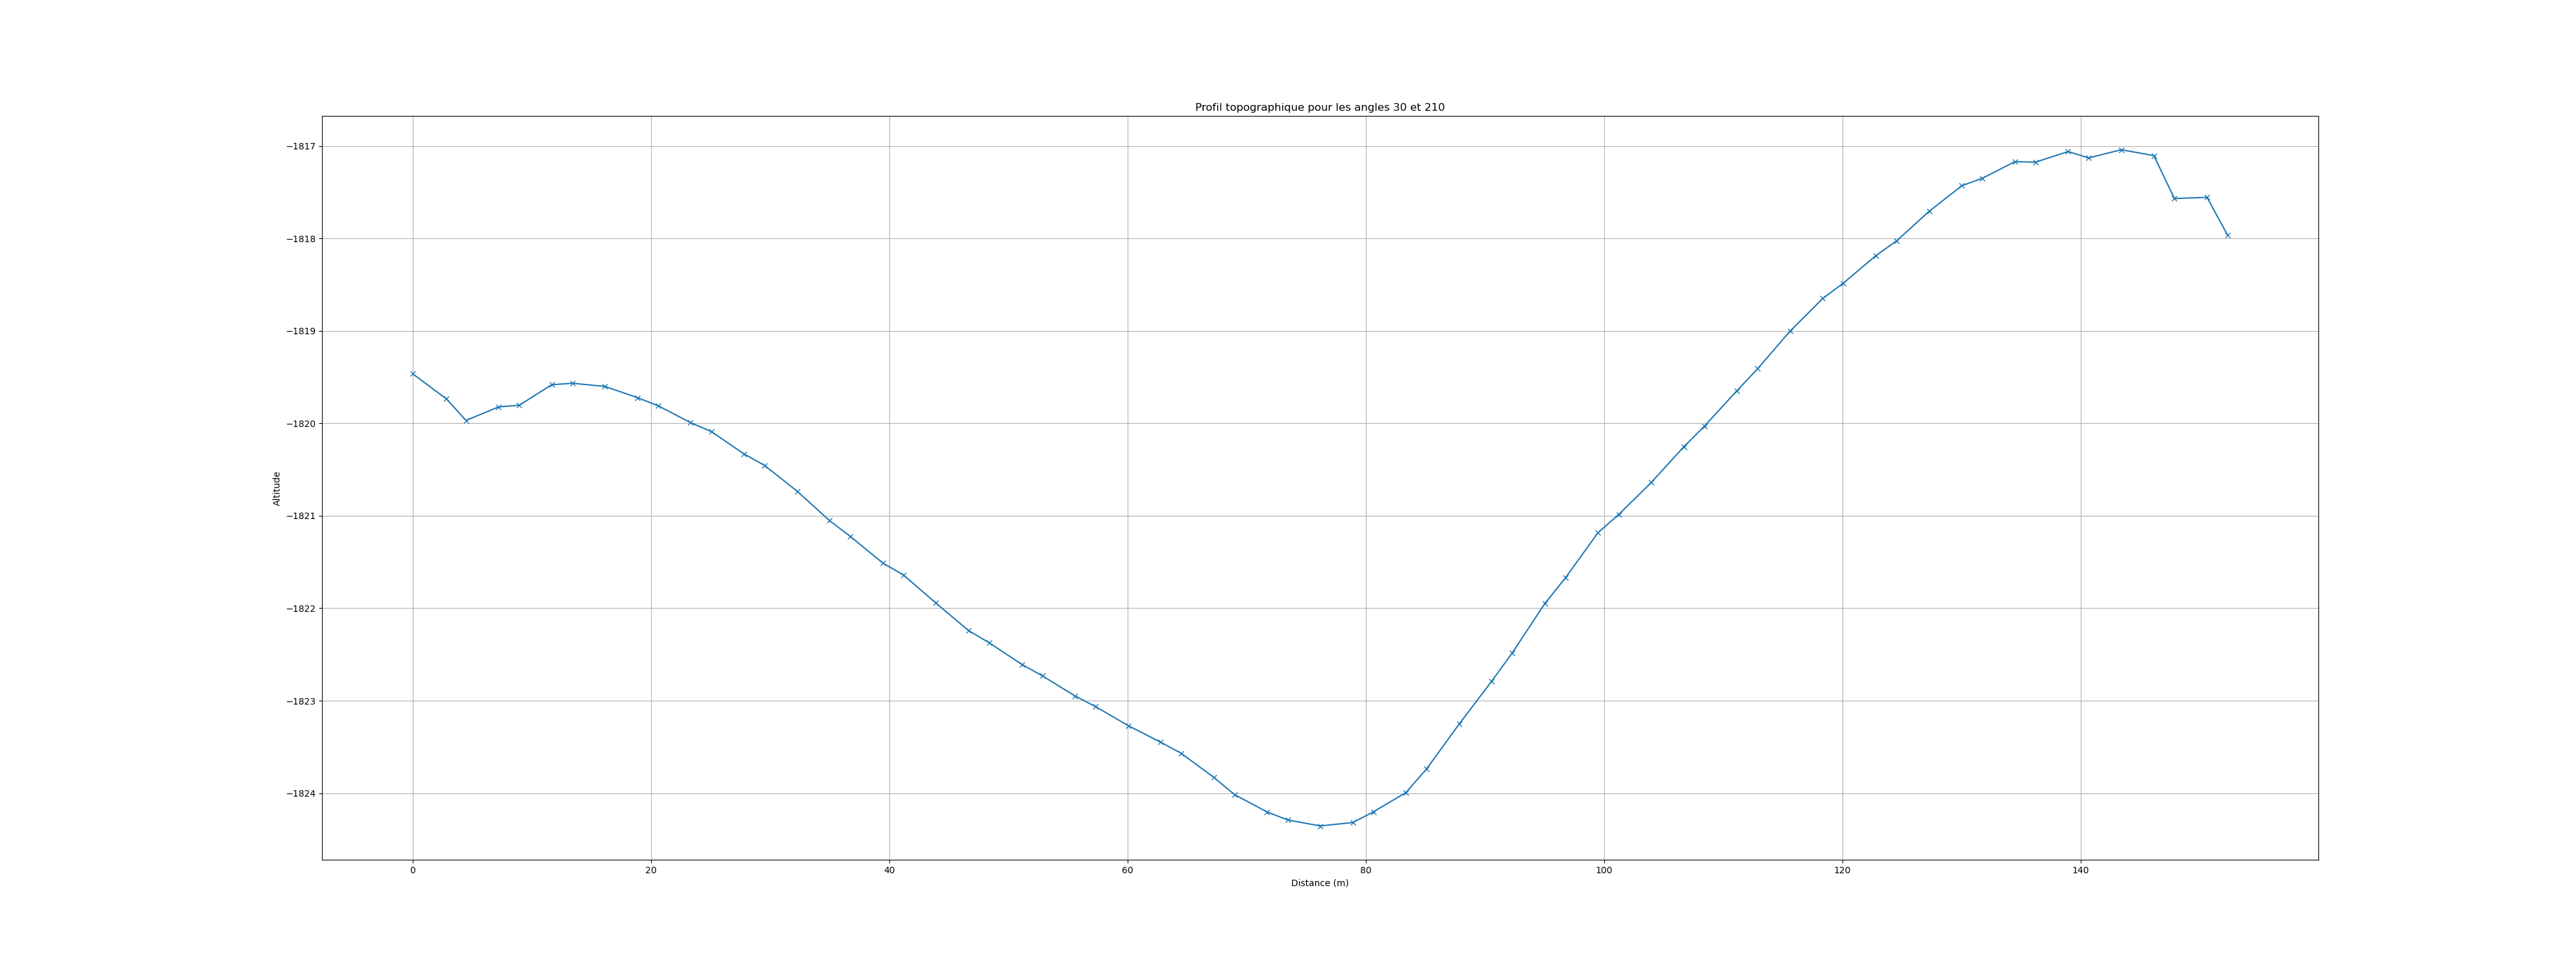 Profil topographique pour les angles 30 et 210
−1817
−1818
−1819
−1820
−1821
−1822
−1823
−1824
Altitude
0 20 40 60 80 100 120 140
Distance (m)